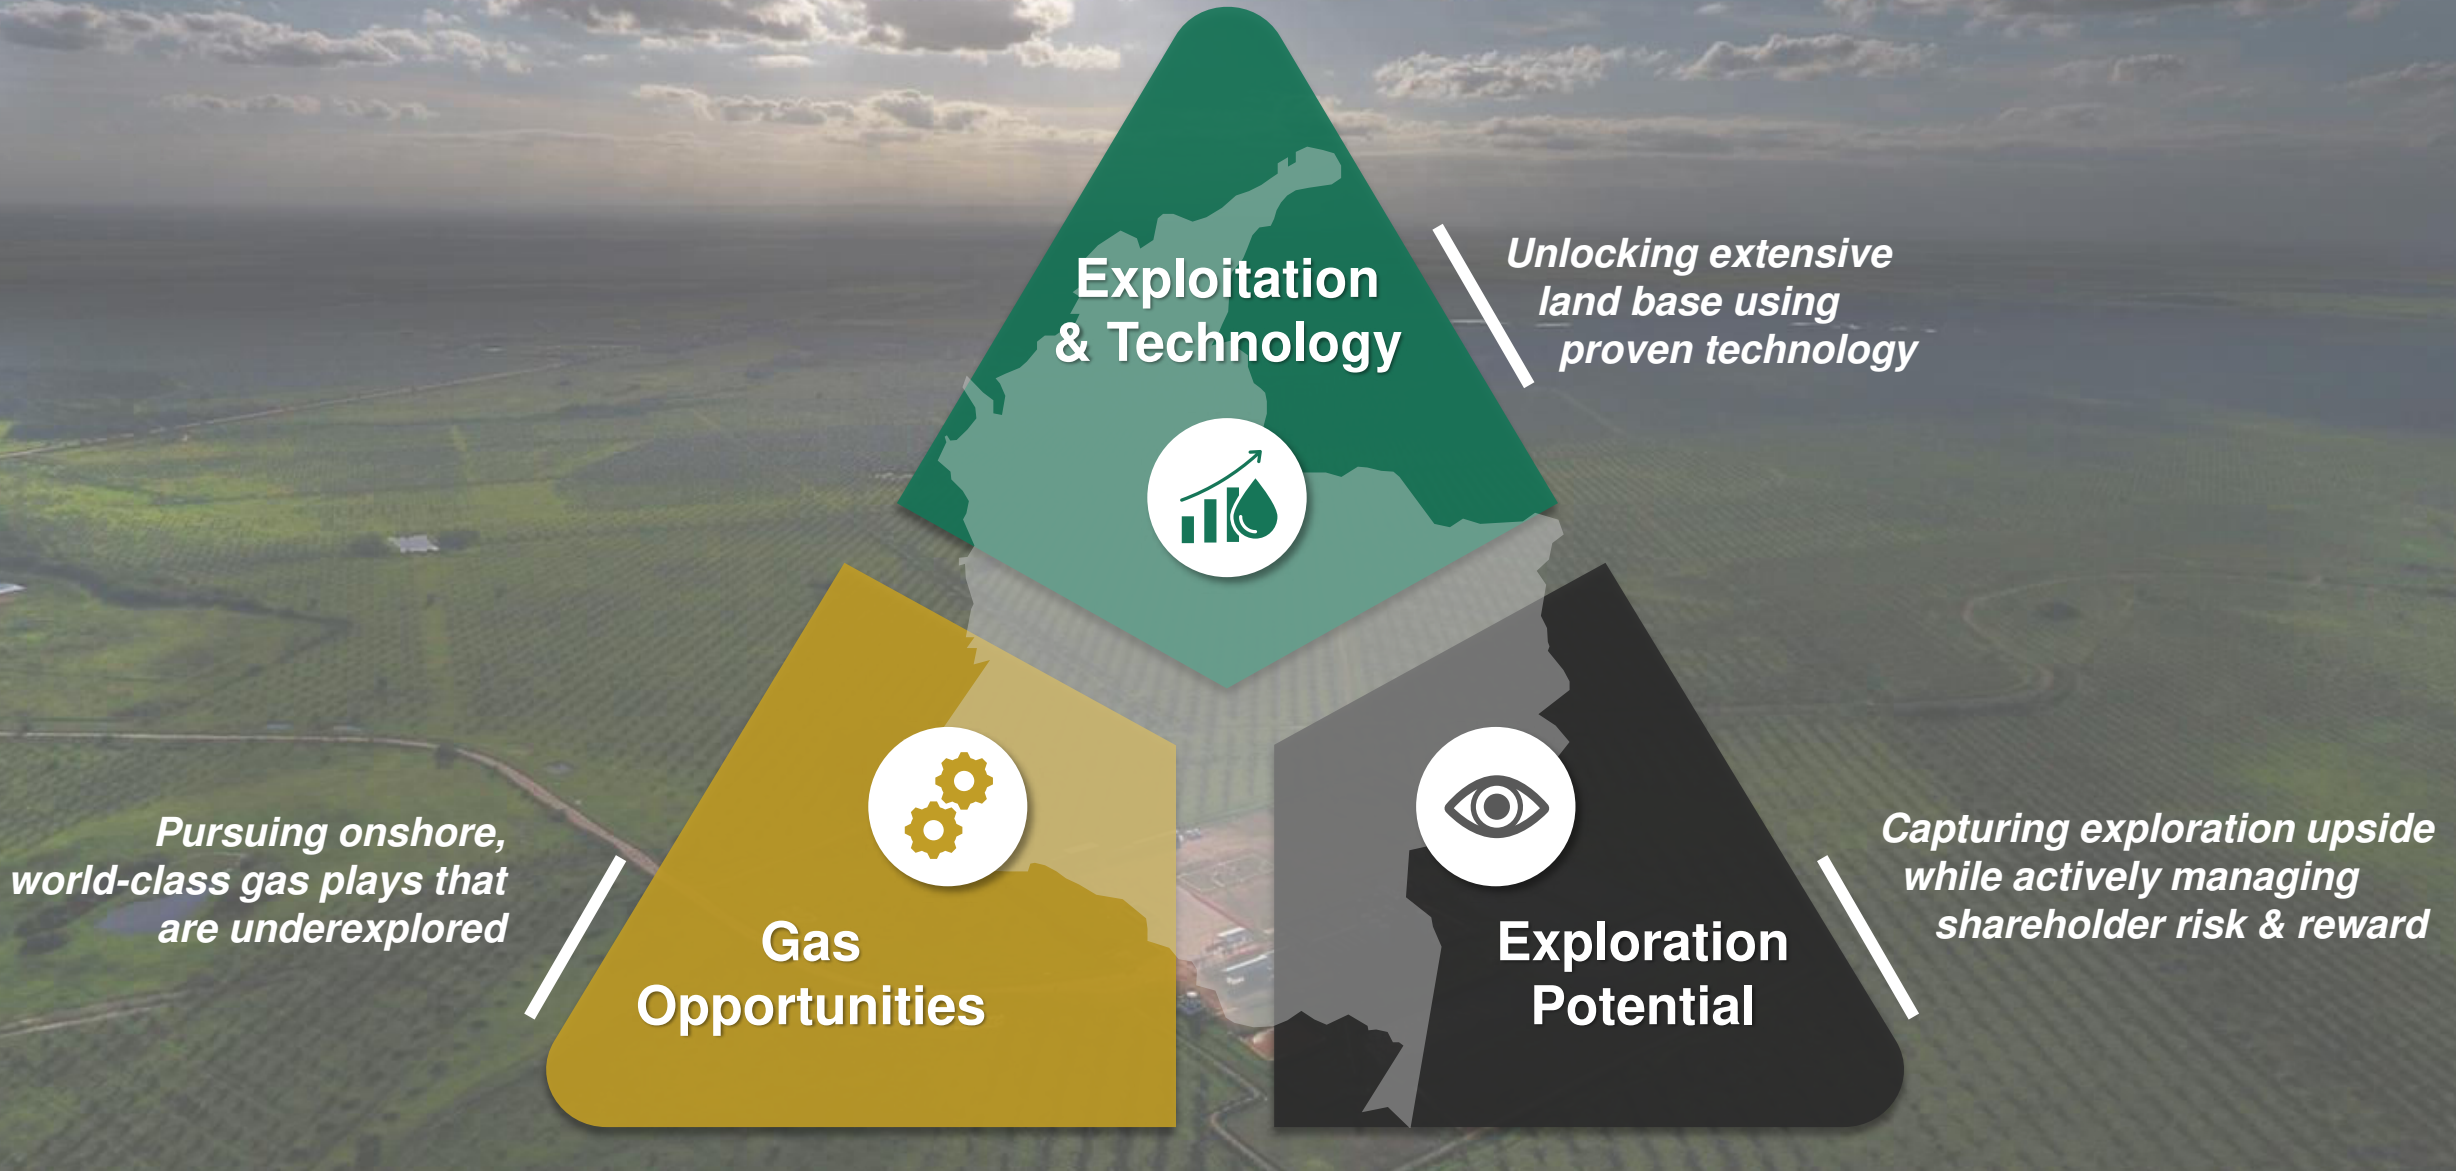 Exploitation
& Technology
Unlocking extensive
land base using
proven technology
Pursuing onshore,
world-class gas plays that
are underexplored
Gas
Opportunities
Exploration
Potential
Capturing exploration upside
while actively managing
shareholder risk & reward